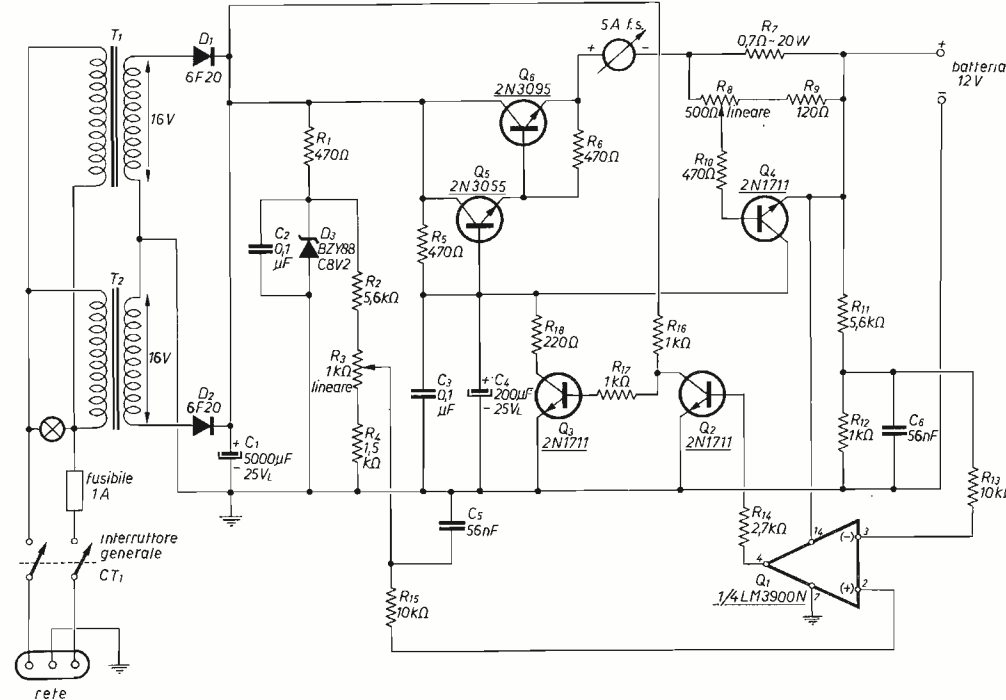 T1
D1
6F20
16V
T2
16V
D2
6F20
+ C1
5000µF
- 25VL
fusibile
1A
interruttore
generale
CT1
rete
R1
470Ω
C2
0,1
µF
D3
BZY88
C8V2
R2
5,6kΩ
R3
1kΩ
lineare
R4
1,5
kΩ
R5
470Ω
C3
0,1
µF
+ C4
200µF
- 25VL
C5
56nF
R15
10kΩ
Q6
2N3095
Q5
2N3055
R6
470Ω
5A f.s.
+ -
R7
0,7Ω-20W
R8
500Ω lineare
R9
120Ω
R10
470Ω
Q4
2N1711
+
batteria
12V
-
R18
220Ω
R17
1kΩ
R16
1kΩ
Q3
2N1711
Q2
2N1711
R11
5,6kΩ
R12
1kΩ
C6
56nF
R13
10kΩ
R14
2,7kΩ
14
(-) 3
4
(+) 2
7
Q1
1/4 LM3900N